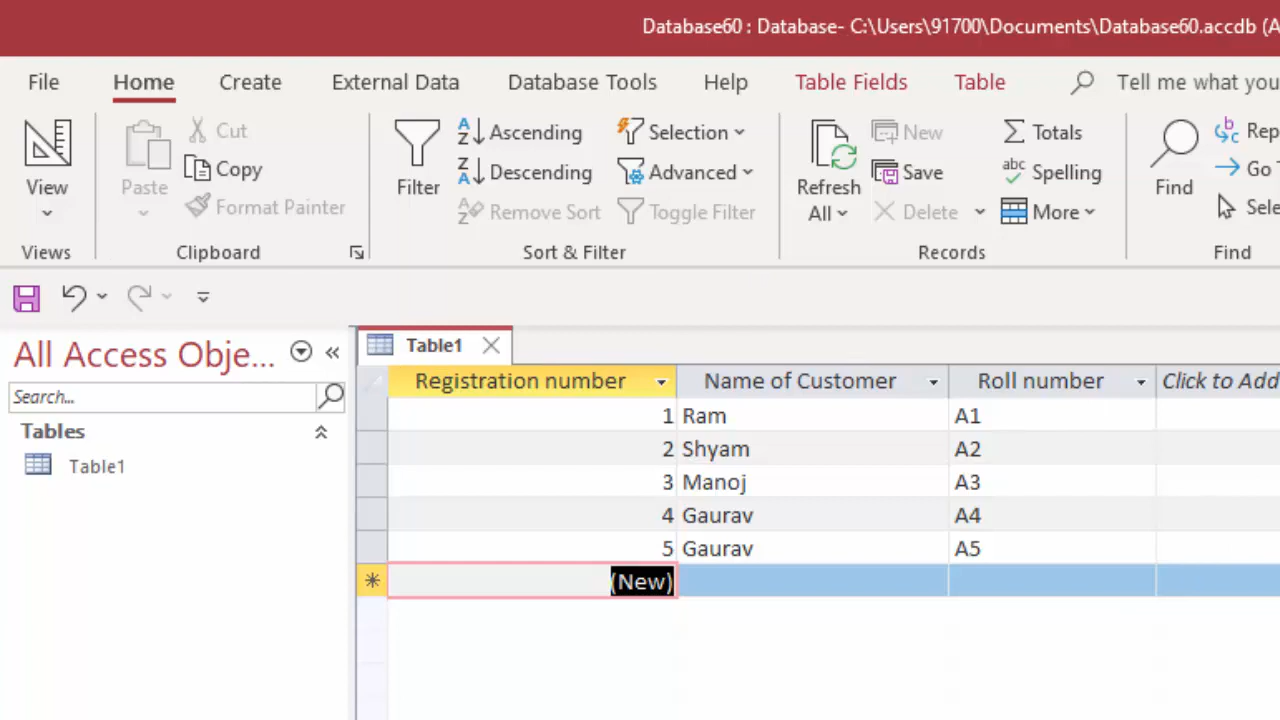 Database60 : Database- C:\Users\91700\Documents\Database60.accdb (A
File Home Create External Data Database Tools Help Table Fields Table Tell me what you
View
Views
Paste
Cut
Copy
Format Painter
Clipboard
Filter
Ascending
Descending
Remove Sort
Selection
Advanced
Toggle Filter
Sort & Filter
Refresh
All
New
Save
Delete
Totals
Spelling
More
Records
Find
Rep
Go T
Sele
Find
All Access Obje...
Search...
Tables
Table1
Table1
Registration number Name of Customer Roll number Click to Add
1 Ram A1
2 Shyam A2
3 Manoj A3
4 Gaurav A4
5 Gaurav A5
(New)